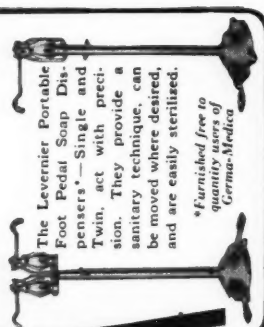 The Levernier Portable
Foot Pedal Soap Dis-
pensers*—Single and
Twin, act with preci-
sion. They provide a
sanitary technique, can
be moved where desired,
and are easily sterilized.
*Furnished free to
quantity users of
Germa-Medica